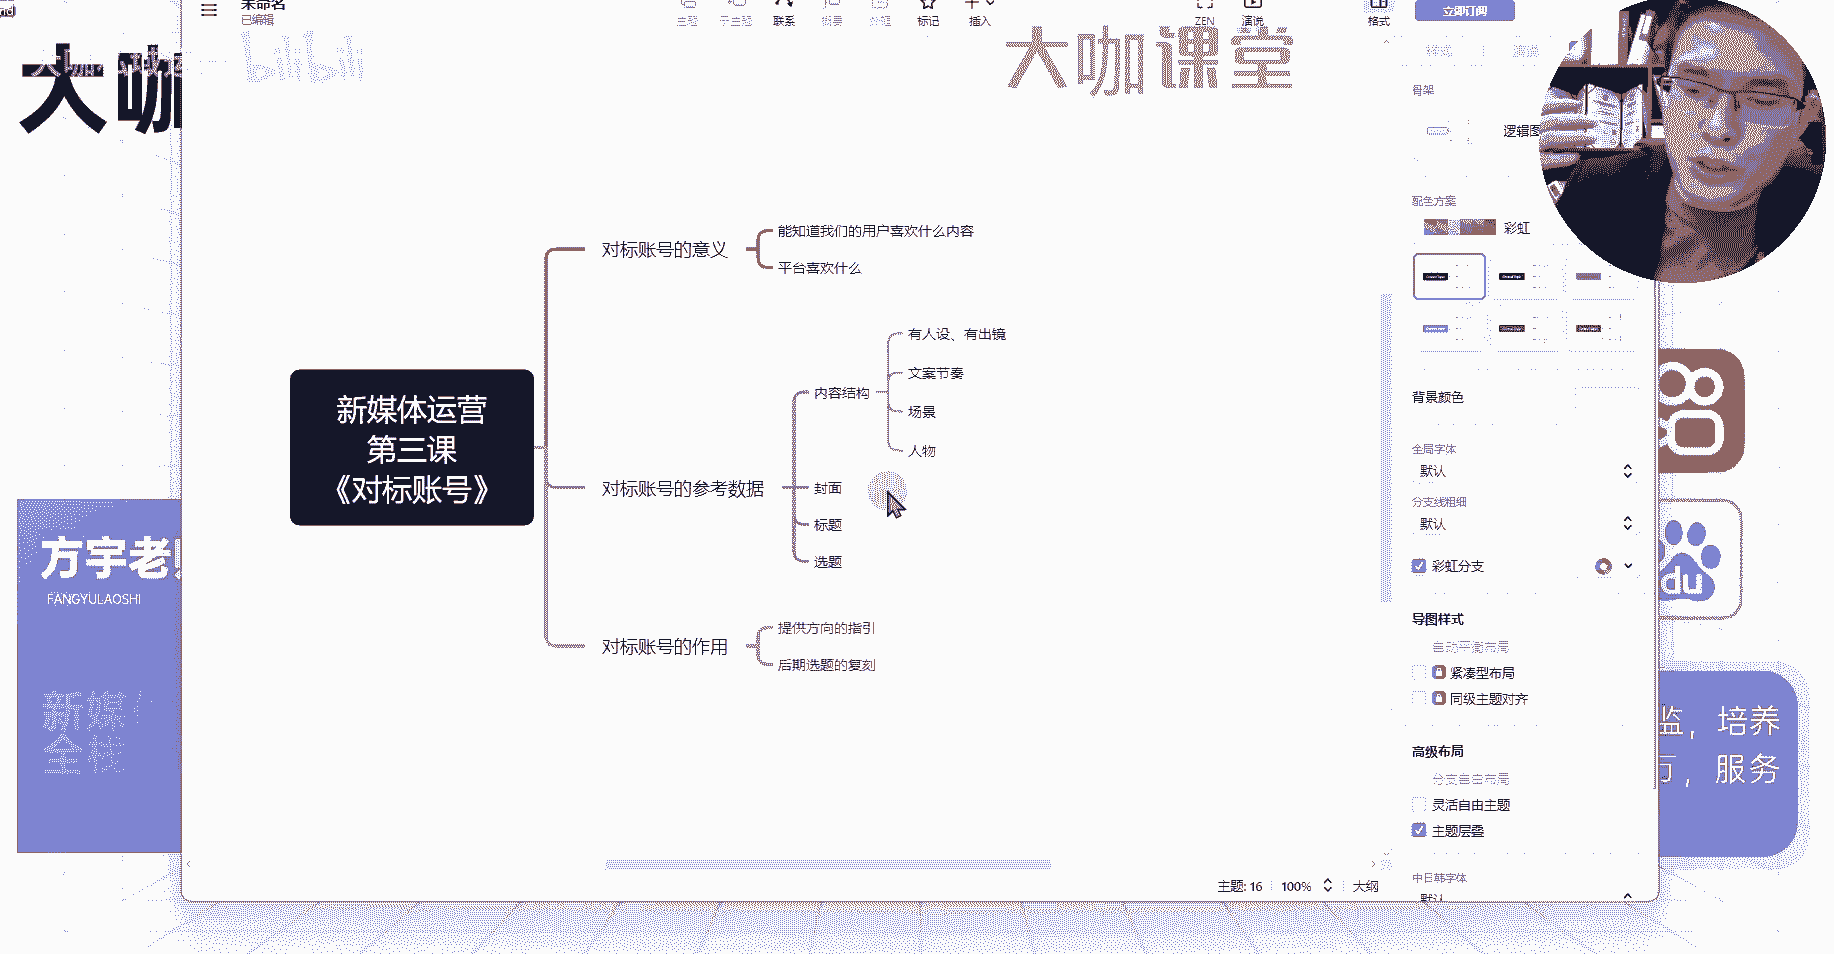 未命名
已编辑
主题
子主题
联系
概要
外框
标记
插入
ZEN
演说
格式
立即订阅
大咖
bilibili
大咖课堂
骨架
配色方案
彩虹
能知道我们的用户喜欢什么内容
对标账号的意义
平台喜欢什么
有人设、有出镜
文案节奏
内容结构
场景
人物
新媒体运营
第三课
《对标账号》
对标账号的参考数据
封面
标题
选题
对标账号的作用
提供方向的指引
后期选题的复刻
背景颜色
全局字体
默认
分支线粗细
默认
彩虹分支
导图样式
自动平衡布局
紧凑型布局
同级主题对齐
高级布局
分支自由布局
灵活自由主题
主题层叠
中日韩字体
默认
主题: 16
100%
大纲
方宇老
FANGYULAOSHI
新媒
全栈
du
监，培养
万，服务